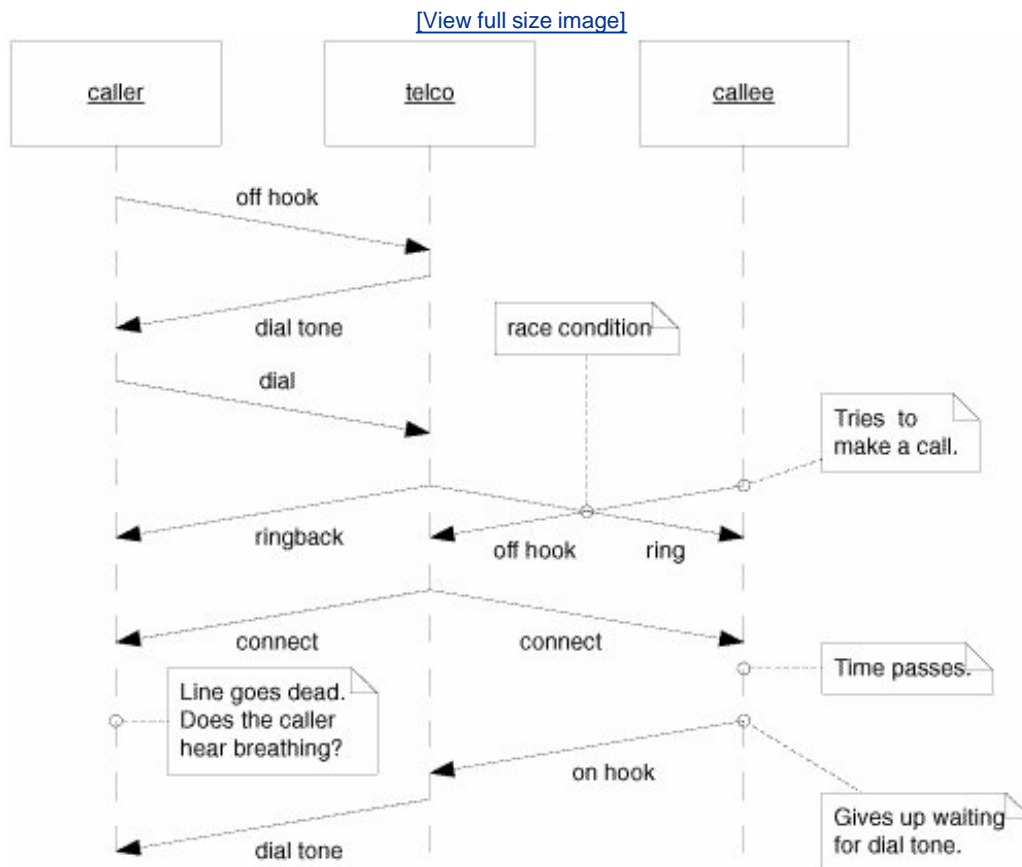 [View full size image]
caller
telco
callee
off hook
dial tone
race condition
dial
Tries to
make a call.
ringback
off hook
ring
connect
connect
Time passes.
Line goes dead.
Does the caller
hear breathing?
on hook
Gives up waiting
for dial tone.
dial tone